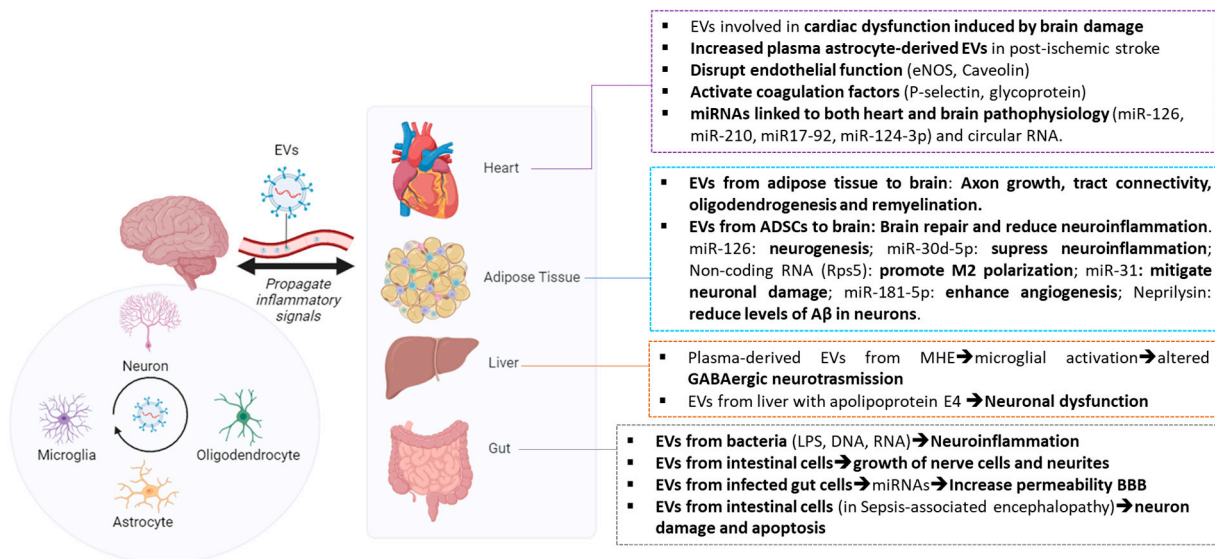 EVs
Propagate
inflammatory
signals
Neuron
Microglia
Oligodendrocyte
Astrocyte
Heart
Adipose Tissue
Liver
Gut
▪ EVs involved in cardiac dysfunction induced by brain damage
▪ Increased plasma astrocyte-derived EVs in post-ischemic stroke
▪ Disrupt endothelial function (eNOS, Caveolin)
▪ Activate coagulation factors (P-selectin, glycoprotein)
▪ miRNAs linked to both heart and brain pathophysiology (miR-126,
miR-210, miR17-92, miR-124-3p) and circular RNA.
▪ EVs from adipose tissue to brain: Axon growth, tract connectivity,
oligodendrogenesis and remyelination.
▪ EVs from ADSCs to brain: Brain repair and reduce neuroinflammation.
miR-126: neurogenesis; miR-30d-5p: supress neuroinflammation;
Non-coding RNA (Rps5): promote M2 polarization; miR-31: mitigate
neuronal damage; miR-181-5p: enhance angiogenesis; Neprilysin:
reduce levels of Aβ in neurons.
▪ Plasma-derived EVs from MHE➔microglial activation➔altered
GABAergic neurotrasmission
▪ EVs from liver with apolipoprotein E4 ➔Neuronal dysfunction
▪ EVs from bacteria (LPS, DNA, RNA)➔Neuroinflammation
▪ EVs from intestinal cells➔growth of nerve cells and neurites
▪ EVs from infected gut cells➔miRNAs➔Increase permeability BBB
▪ EVs from intestinal cells (in Sepsis-associated encephalopathy)➔neuron
damage and apoptosis